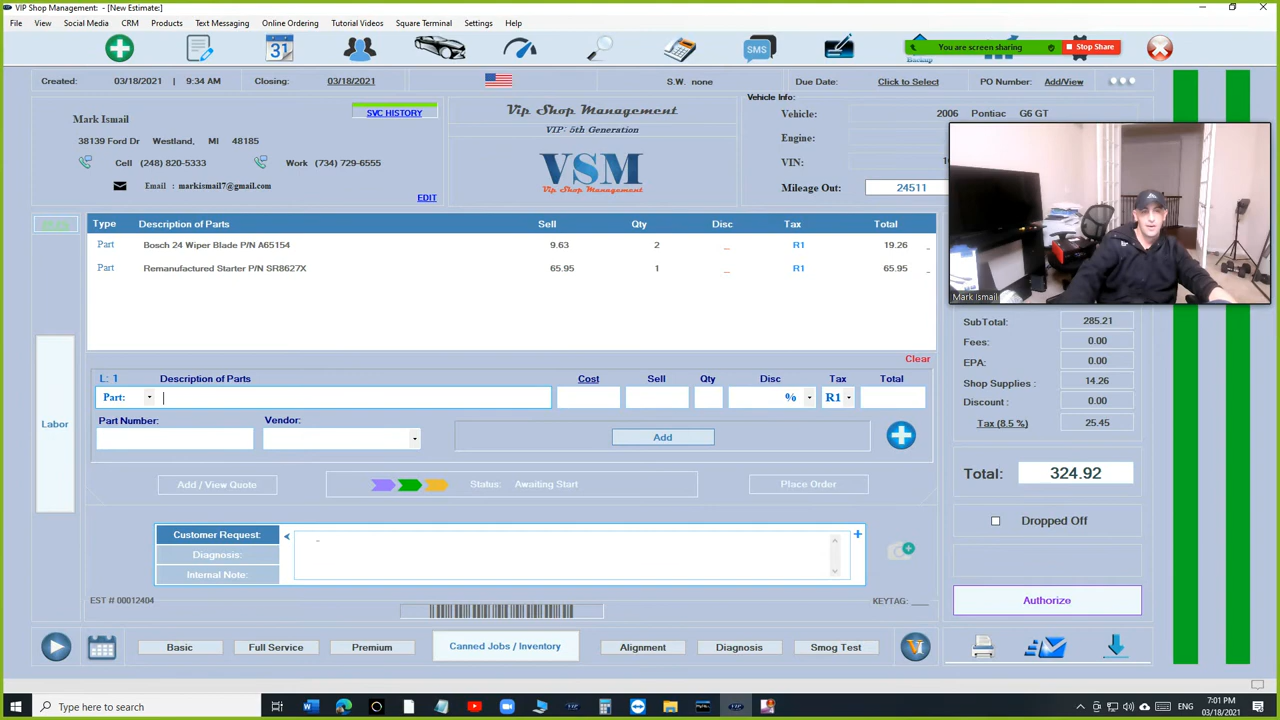 VIP Shop Management: - [New Estimate:]
File View Social Media CRM Products Text Messaging Online Ordering Tutorial Videos Square Terminal Settings Help
31
SMS
You are screen sharing Stop Share
Backup
Created: 03/18/2021 | 9:34 AM Closing: 03/18/2021 S.W. none Due Date: Click to Select PO Number: Add/View
Mark Ismail
SVC HISTORY
38139 Ford Dr Westland, MI 48185
Cell (248) 820-5333 Work (734) 729-6555
Email : markismail7@gmail.com
EDIT
Vip Shop Management
VIP: 5th Generation
VSM
Vip Shop Management
Vehicle Info:
Vehicle: 2006 Pontiac G6 GT
Engine:
VIN:
Mileage Out: 24511
Mark Ismail
Type Description of Parts Sell Qty Disc Tax Total
Part Bosch 24 Wiper Blade P/N A65154 9.63 2 _ R1 19.26 _
Part Remanufactured Starter P/N SR8627X 65.95 1 _ R1 65.95 _
Labor
Clear
L: 1 Description of Parts Cost Sell Qty Disc Tax Total
Part: % R1
Part Number: Vendor:
Add
Add / View Quote Status: Awaiting Start Place Order
Customer Request:
Diagnosis:
Internal Note:
EST # 00012404 KEYTAG: ___
SubTotal: 285.21
Fees: 0.00
EPA: 0.00
Shop Supplies: 14.26
Discount : 0.00
Tax (8.5 %) 25.45
Total: 324.92
Dropped Off
Authorize
Basic Full Service Premium Canned Jobs / Inventory Alignment Diagnosis Smog Test
Type here to search
ENG
7:01 PM
03/18/2021